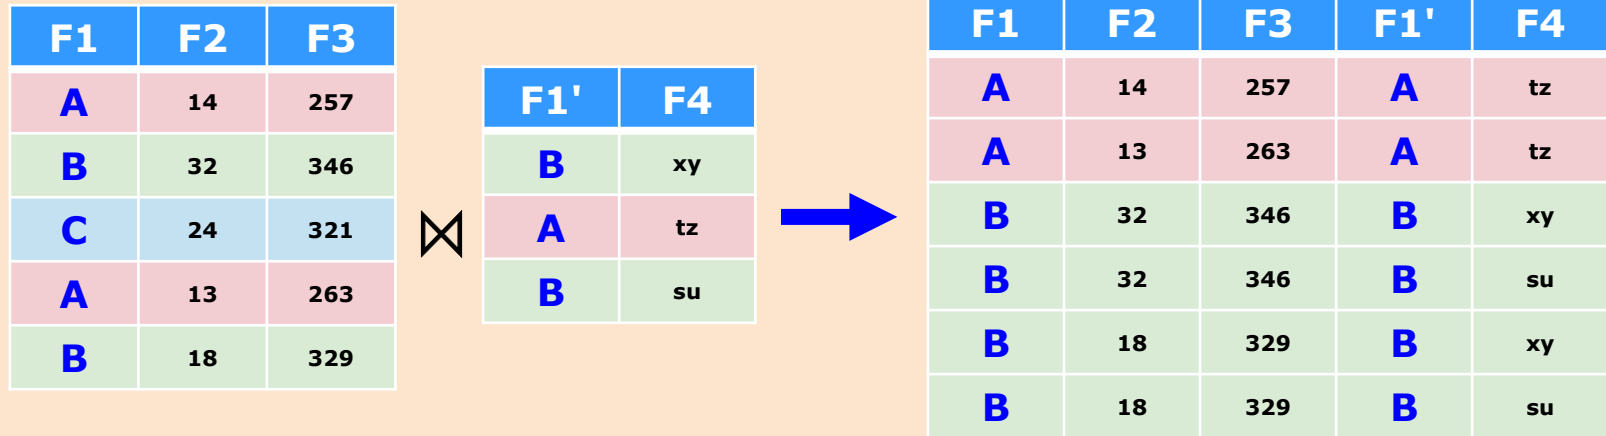 F1 F2 F3
A 14 257
B 32 346
C 24 321
A 13 263
B 18 329
⋈
F1' F4
B xy
A tz
B su
F1 F2 F3 F1' F4
A 14 257 A tz
A 13 263 A tz
B 32 346 B xy
B 32 346 B su
B 18 329 B xy
B 18 329 B su